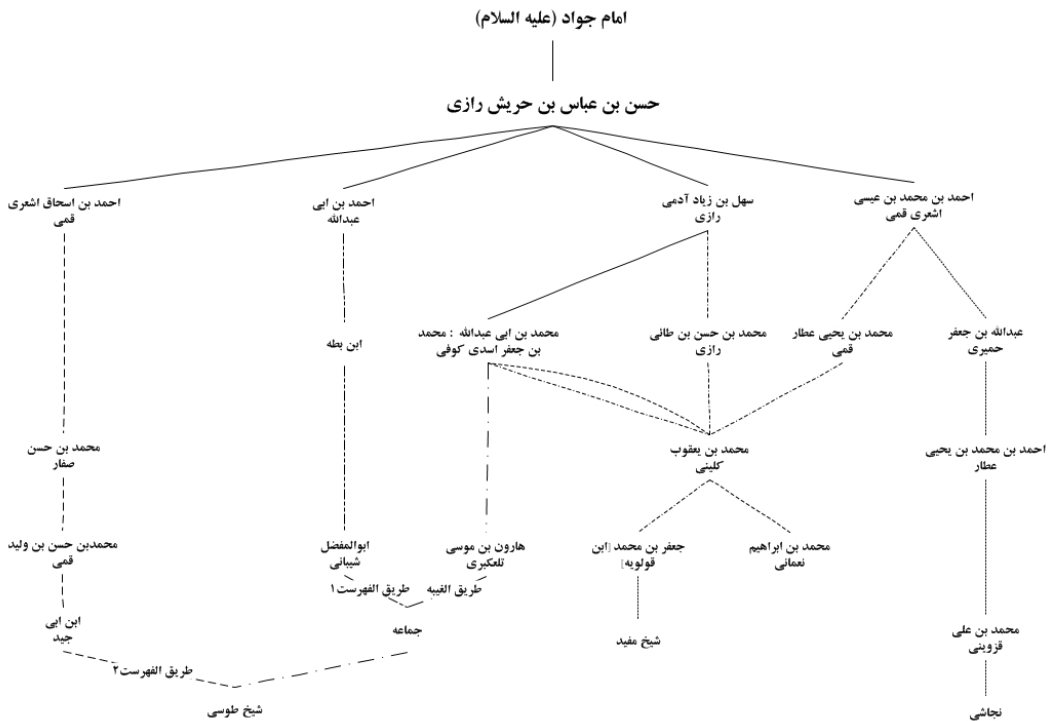 امام جواد (علیه السلام)
حسن بن عباس بن حریش رازی
احمد بن محمد بن عیسی
اشعری قمی
سهل بن زیاد آدمی
رازی
احمد بن ابی
عبدالله
احمد بن اسحاق اشعری
قمی
عبدالله بن جعفر
حمیری
محمد بن یحیی عطار
قمی
محمد بن حسن بن طائی
رازی
محمد بن ابی عبدالله : محمد
بن جعفر اسدی کوفی
ابن بطه
احمد بن محمد بن یحیی
عطار
محمد بن یعقوب
کلینی
محمد بن حسن
صفار
محمد بن ابراهیم
نعمانی
جعفر بن محمد [ابن
قولویه]
هارون بن موسی
تلعکبری
ابوالمفضل
شیبانی
محمدبن حسن بن ولید
قمی
طریق الغیبه
طریق الفهرست۱
محمد بن علی
قزوینی
شیخ مفید
جماعه
ابن ابی
جید
طریق الفهرست۲
نجاشی
شیخ طوسی